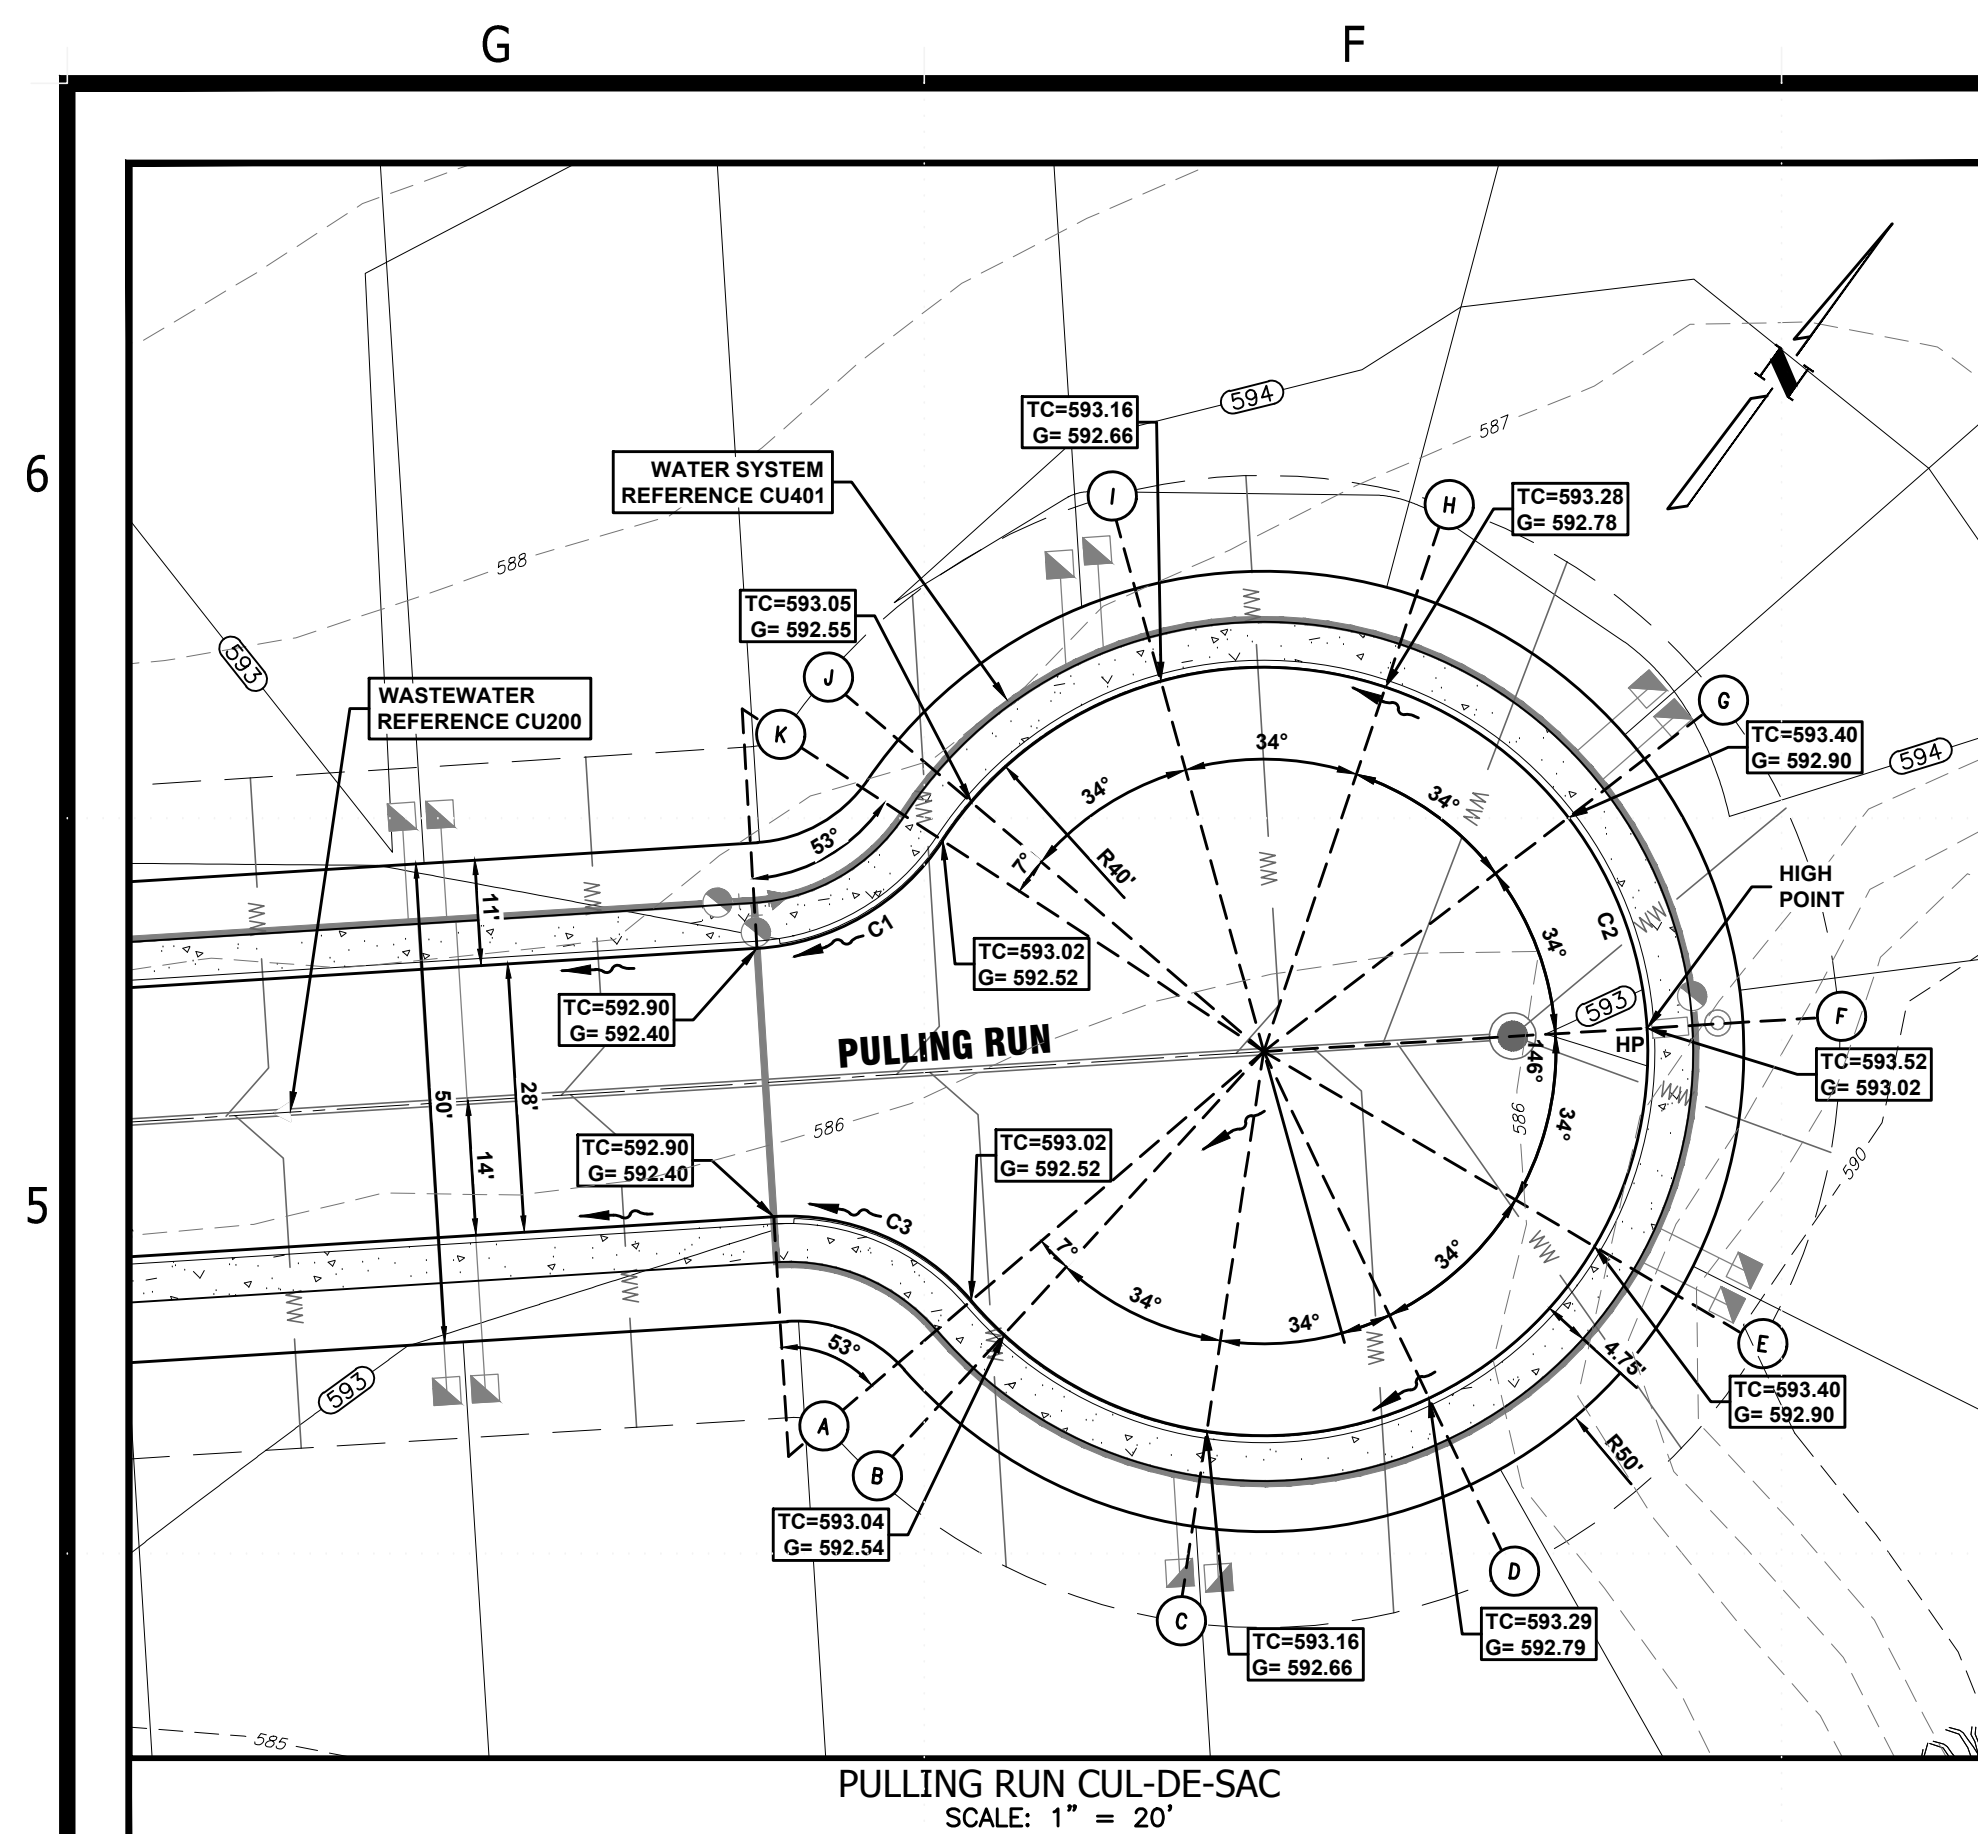 G
F
6
5
N
594
587
TC=593.16
G= 592.66
I
H
TC=593.28
G= 592.78
WATER SYSTEM
REFERENCE CU401
588
TC=593.05
G= 592.55
593
J
K
G
TC=593.40
G= 592.90
594
WASTEWATER
REFERENCE CU200
34°
34°
34°
53°
7°
R40'
HIGH
POINT
11'
C1
C2
34°
TC=593.02
G= 592.52
TC=592.90
G= 592.40
593
F
PULLING RUN
HP
146°
TC=593.52
G= 593.02
50'
28'
586
586
34°
14'
TC=592.90
G= 592.40
TC=593.02
G= 592.52
590
C3
7°
34°
34°
34°
53°
593
E
4.75'
TC=593.40
G= 592.90
A
B
R50'
TC=593.04
G= 592.54
D
C
TC=593.29
G= 592.79
TC=593.16
G= 592.66
585
PULLING RUN CUL-DE-SAC
SCALE: 1" = 20'